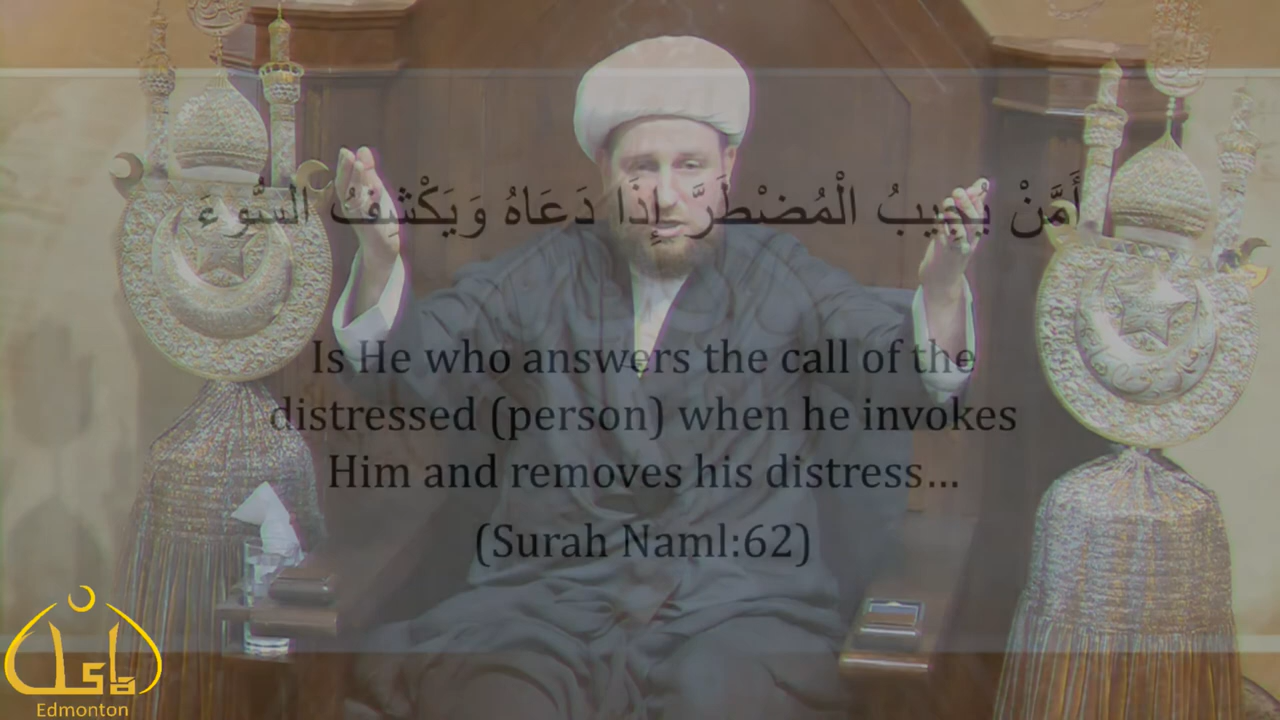 أَمَّنْ يُجِيبُ الْمُضْطَرَّ إِذَا دَعَاهُ وَيَكْشِفُ السُّوءَ
Is He who answers the call of the
distressed (person) when he invokes
Him and removes his distress…
(Surah Naml:62)
Edmonton